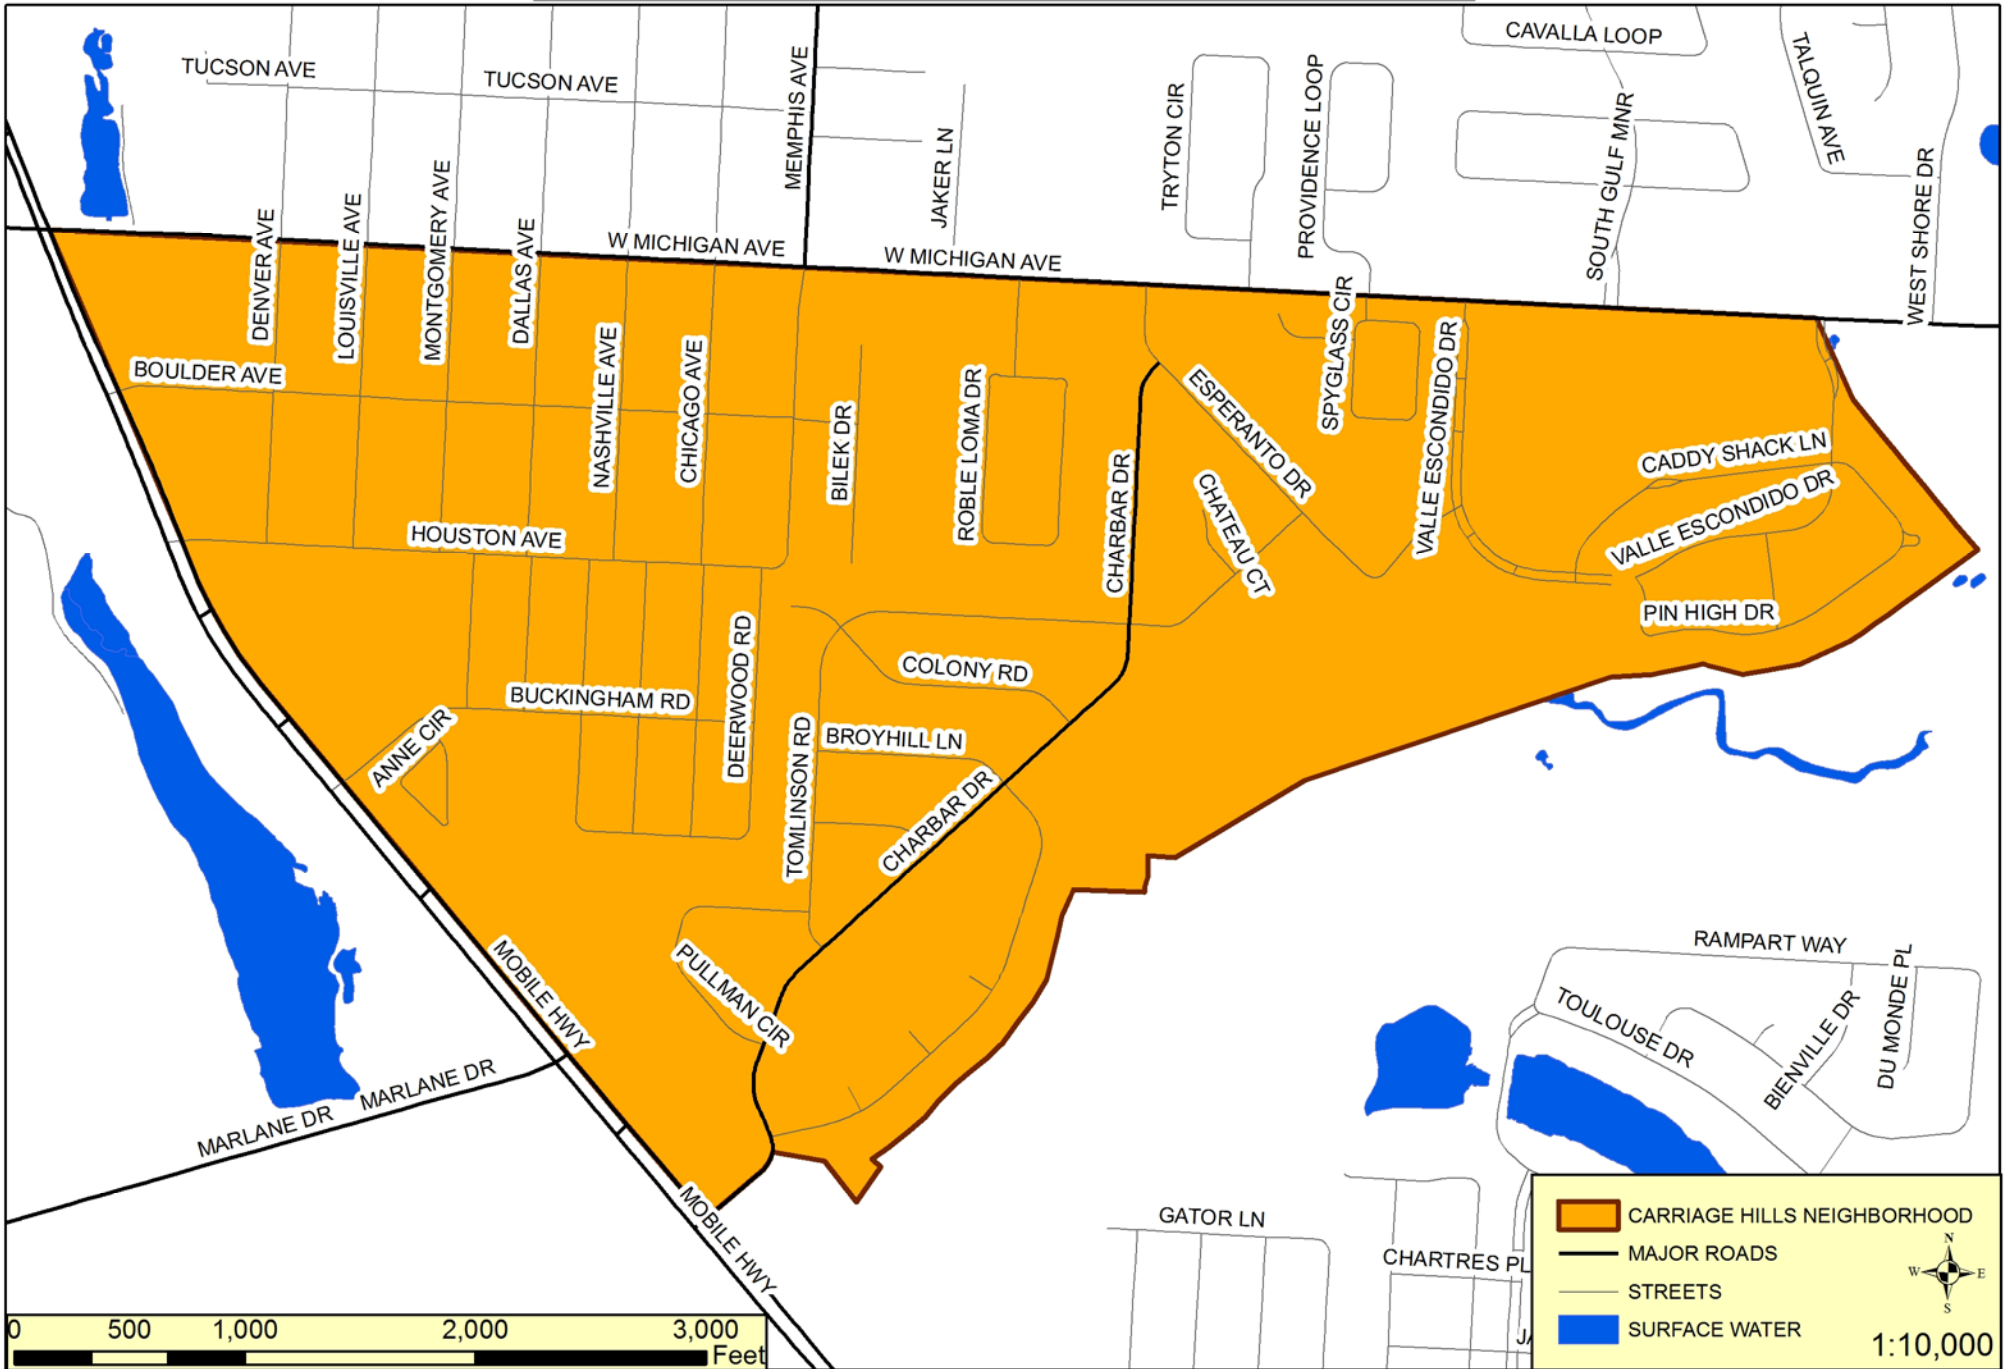 CAVALLA LOOP
TALQUIN AVE
TUCSON AVE
TUCSON AVE
MEMPHIS AVE
JAKER LN
TRYTON CIR
PROVIDENCE LOOP
SOUTH GULF MNR
WEST SHORE DR
DENVER AVE
LOUISVILLE AVE
MONTGOMERY AVE
DALLAS AVE
W MICHIGAN AVE
W MICHIGAN AVE
NASHVILLE AVE
CHICAGO AVE
BOULDER AVE
BILEK DR
ROBLE LOMA DR
CHARBAR DR
ESPERANTO DR
CHATEAU CT
SPYGLASS CIR
VALLE ESCONDIDO DR
CADDY SHACK LN
VALLE ESCONDIDO DR
PIN HIGH DR
HOUSTON AVE
DEERWOOD RD
COLONY RD
BUCKINGHAM RD
ANNE CIR
TOMLINSON RD
BROYHILL LN
CHARBAR DR
PULLMAN CIR
MOBILE HWY
MARLANE DR
MARLANE DR
MOBILE HWY
RAMPART WAY
TOULOUSE DR
BIENVILLE DR
DU MONDE PL
GATOR LN
CHARTRES PL
JA
CARRIAGE HILLS NEIGHBORHOOD
MAJOR ROADS
STREETS
SURFACE WATER
N
W E
S
1:10,000
0 500 1,000 2,000 3,000
Feet